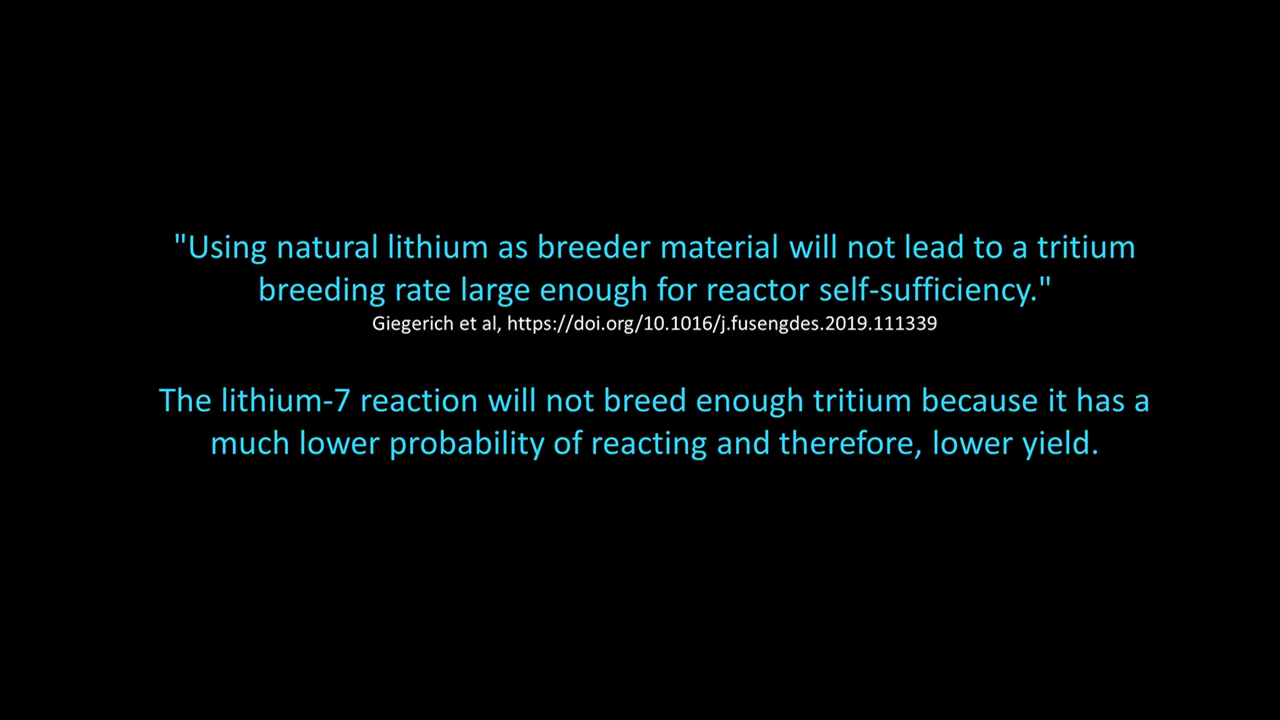 "Using natural lithium as breeder material will not lead to a tritium
breeding rate large enough for reactor self-sufficiency."
Giegerich et al, https://doi.org/10.1016/j.fusengdes.2019.111339
The lithium-7 reaction will not breed enough tritium because it has a
much lower probability of reacting and therefore, lower yield.